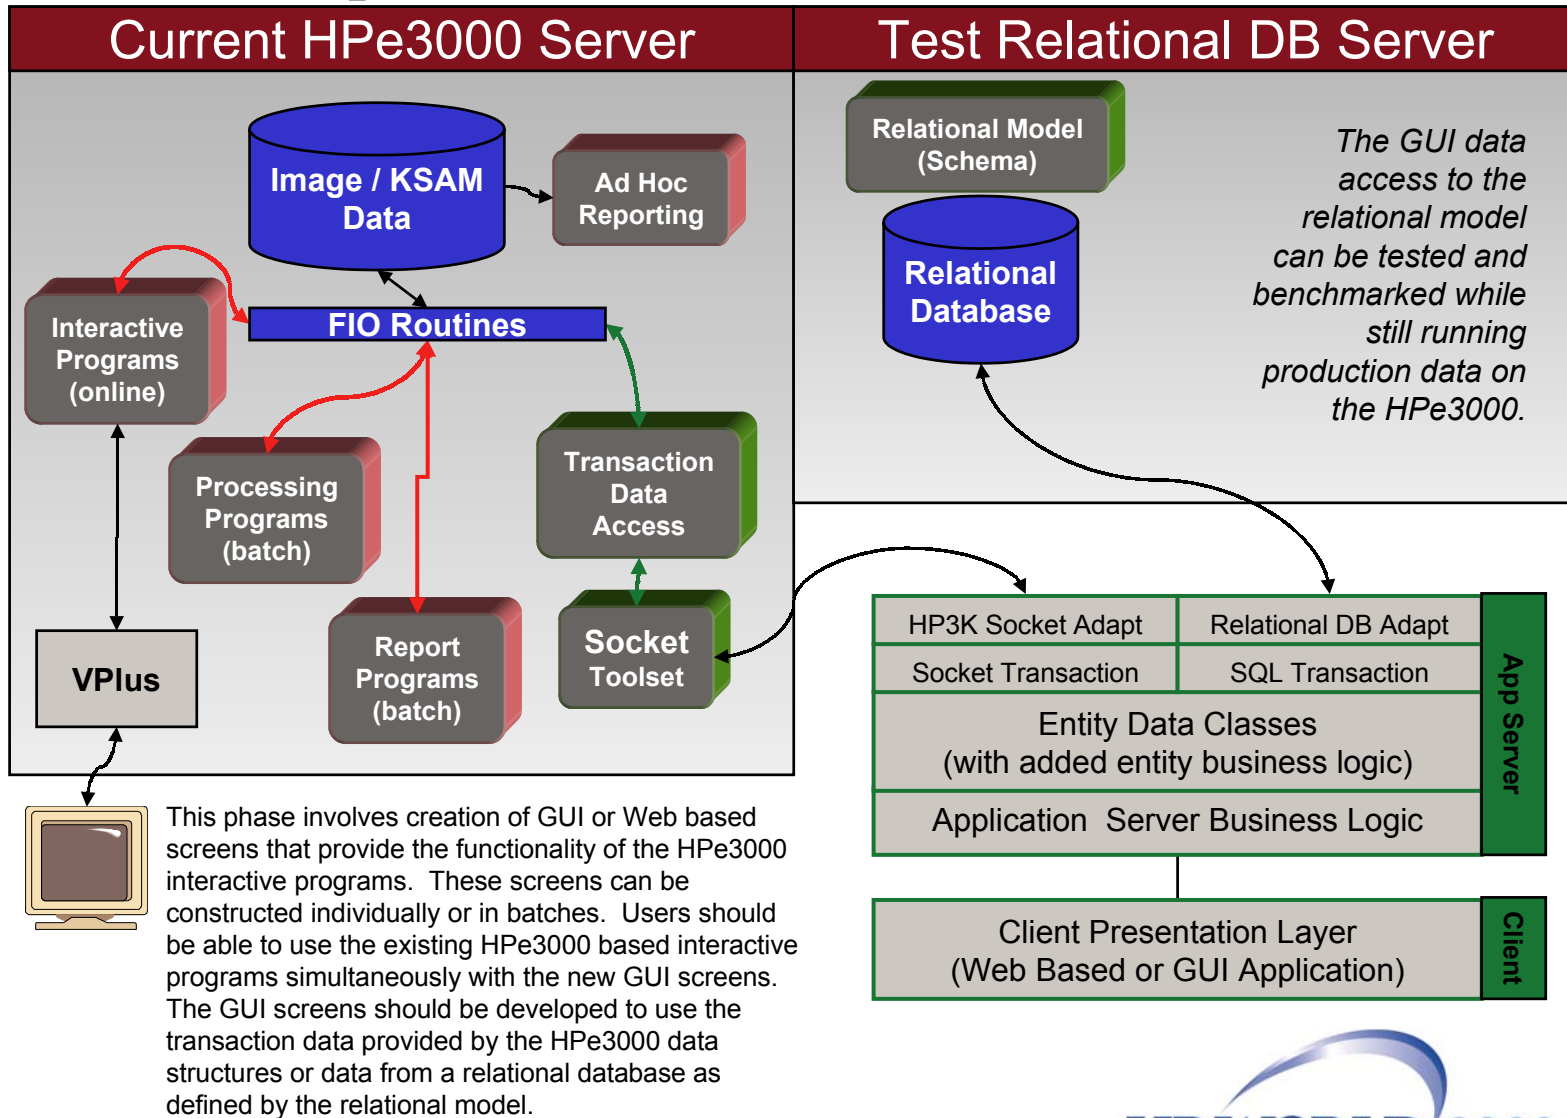 Current HPe3000 Server
Test Relational DB Server
Image / KSAM
Data
Ad Hoc
Reporting
FIO Routines
Interactive
Programs
(online)
Processing
Programs
(batch)
Report
Programs
(batch)
Transaction
Data
Access
Socket
Toolset
VPlus
Relational Model
(Schema)
Relational
Database
The GUI data
access to the
relational model
can be tested and
benchmarked while
still running
production data on
the HPe3000.
HP3K Socket Adapt
Relational DB Adapt
Socket Transaction
SQL Transaction
Entity Data Classes
(with added entity business logic)
Application Server Business Logic
App Server
Client Presentation Layer
(Web Based or GUI Application)
Client
This phase involves creation of GUI or Web based
screens that provide the functionality of the HPe3000
interactive programs. These screens can be
constructed individually or in batches. Users should
be able to use the existing HPe3000 based interactive
programs simultaneously with the new GUI screens.
The GUI screens should be developed to use the
transaction data provided by the HPe3000 data
structures or data from a relational database as
defined by the relational model.